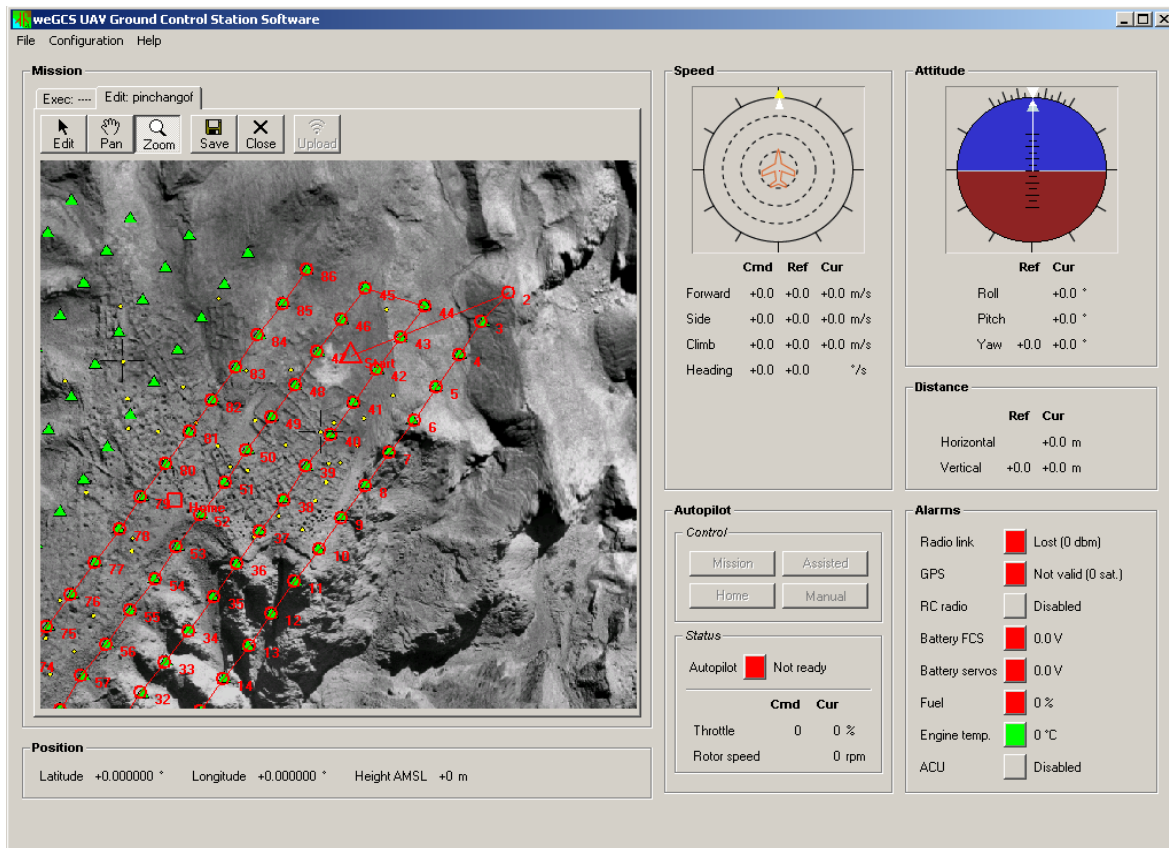 weGCS UAV Ground Control Station Software
File Configuration Help
Mission
Exec: ---- Edit: pinchangof
Edit Pan Zoom Save Close Upload
86
85
84
83
82
81
80
79
78
77
76
75
74
45
46
48
49
50
51
52
53
54
55
56
57
44
43
42
41
40
39
38
37
36
35
34
33
32
2
3
4
5
6
7
8
9
10
11
12
13
14
Start
Home
Position
Latitude +0.000000 ° Longitude +0.000000 ° Height AMSL +0 m
Speed
Cmd Ref Cur
Forward +0.0 +0.0 +0.0 m/s
Side +0.0 +0.0 +0.0 m/s
Climb +0.0 +0.0 +0.0 m/s
Heading +0.0 +0.0 °/s
Attitude
Ref Cur
Roll +0.0 °
Pitch +0.0 °
Yaw +0.0 +0.0 °
Distance
Ref Cur
Horizontal +0.0 m
Vertical +0.0 +0.0 m
Autopilot
Control
Mission Assisted
Home Manual
Status
Autopilot Not ready
Cmd Cur
Throttle 0 0 %
Rotor speed 0 rpm
Alarms
Radio link Lost (0 dbm)
GPS Not valid (0 sat.)
RC radio Disabled
Battery FCS 0.0 V
Battery servos 0.0 V
Fuel 0 %
Engine temp. 0 °C
ACU Disabled